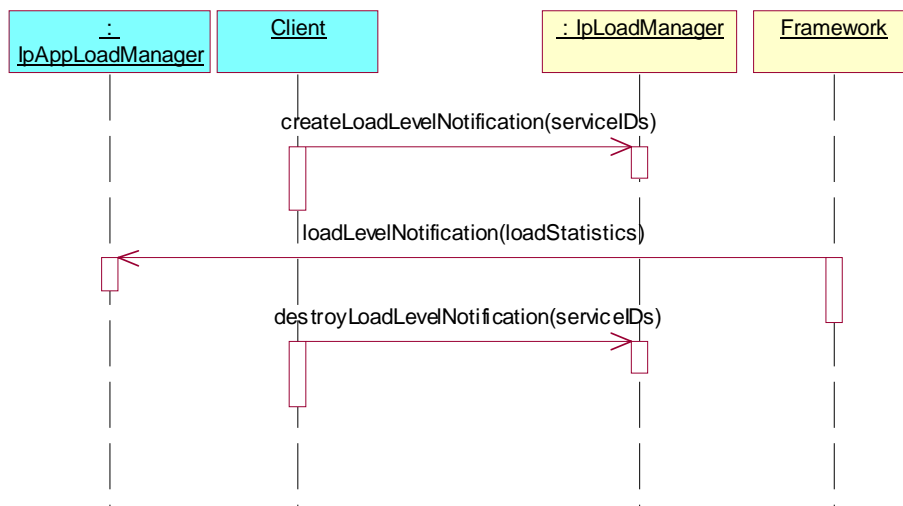 :
IpAppLoadManager
Client
: IpLoadManager
Framework
createLoadLevelNotification(serviceIDs)
loadLevelNotification(loadStatistics)
destroyLoadLevelNotification(serviceIDs)